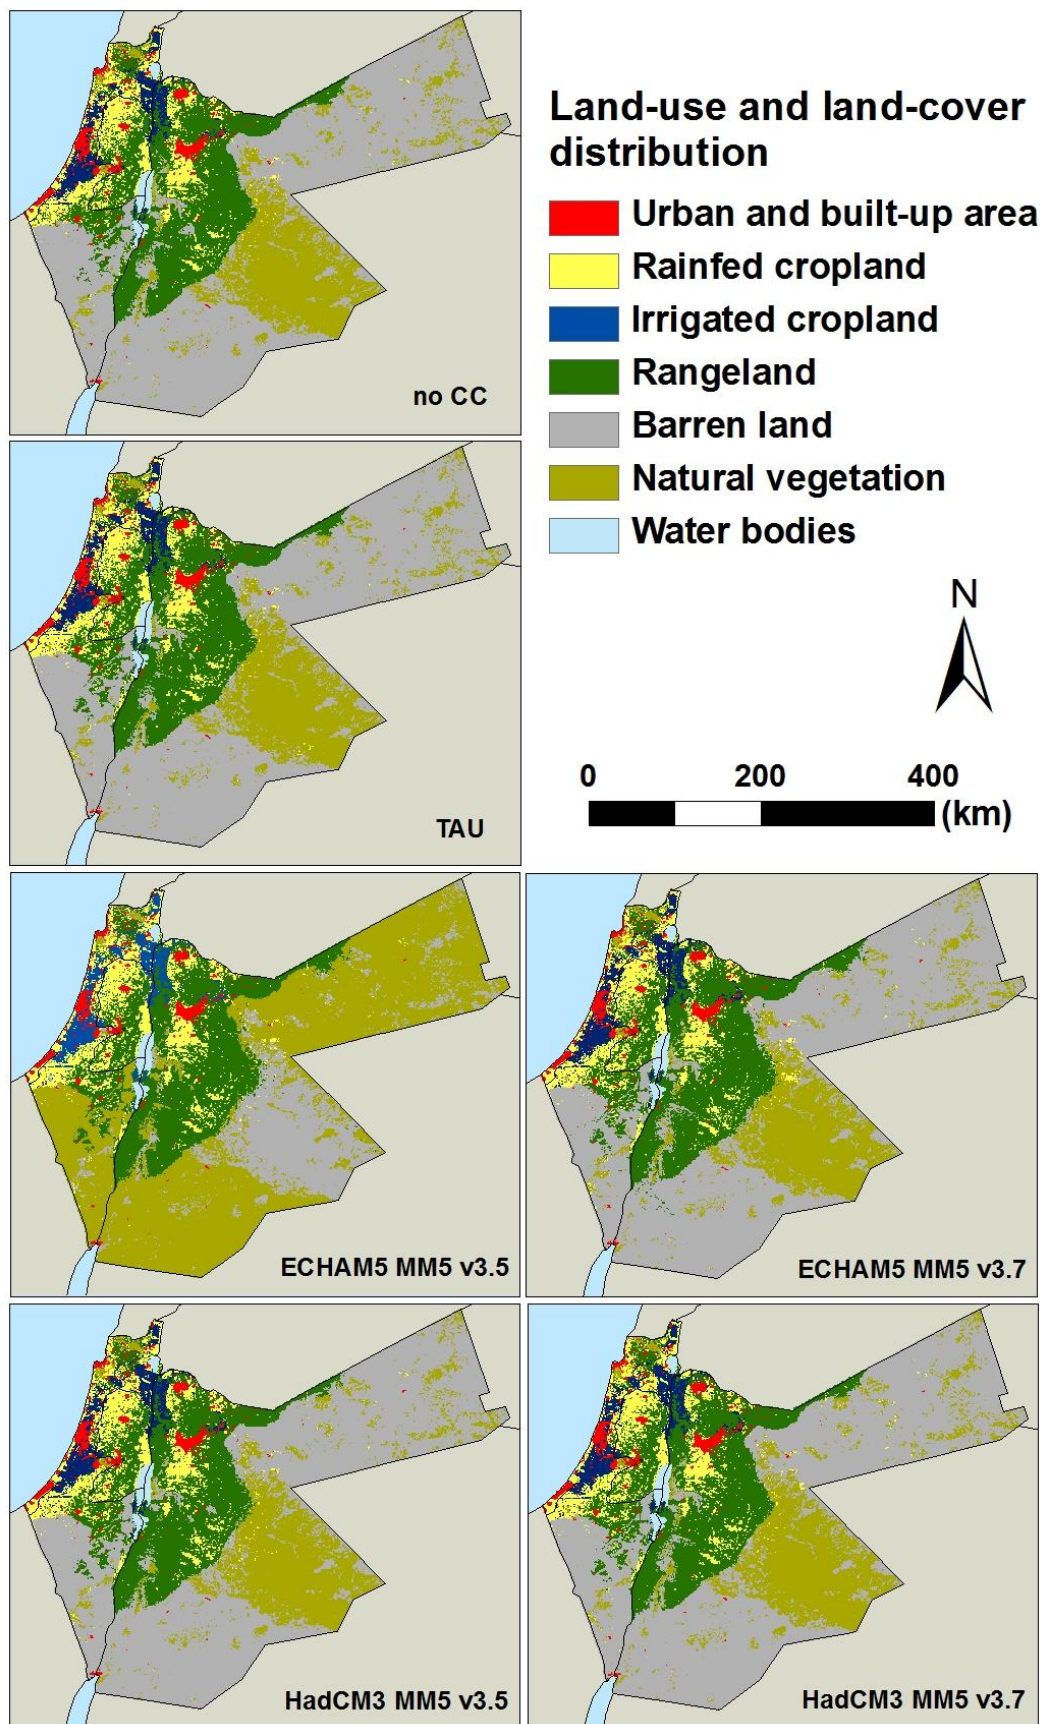 Land-use and land-cover
distribution
Urban and built-up area
Rainfed cropland
Irrigated cropland
Rangeland
Barren land
Natural vegetation
Water bodies
no CC
N
0 200 400
(km)
TAU
ECHAM5 MM5 v3.5
ECHAM5 MM5 v3.7
HadCM3 MM5 v3.5
HadCM3 MM5 v3.7